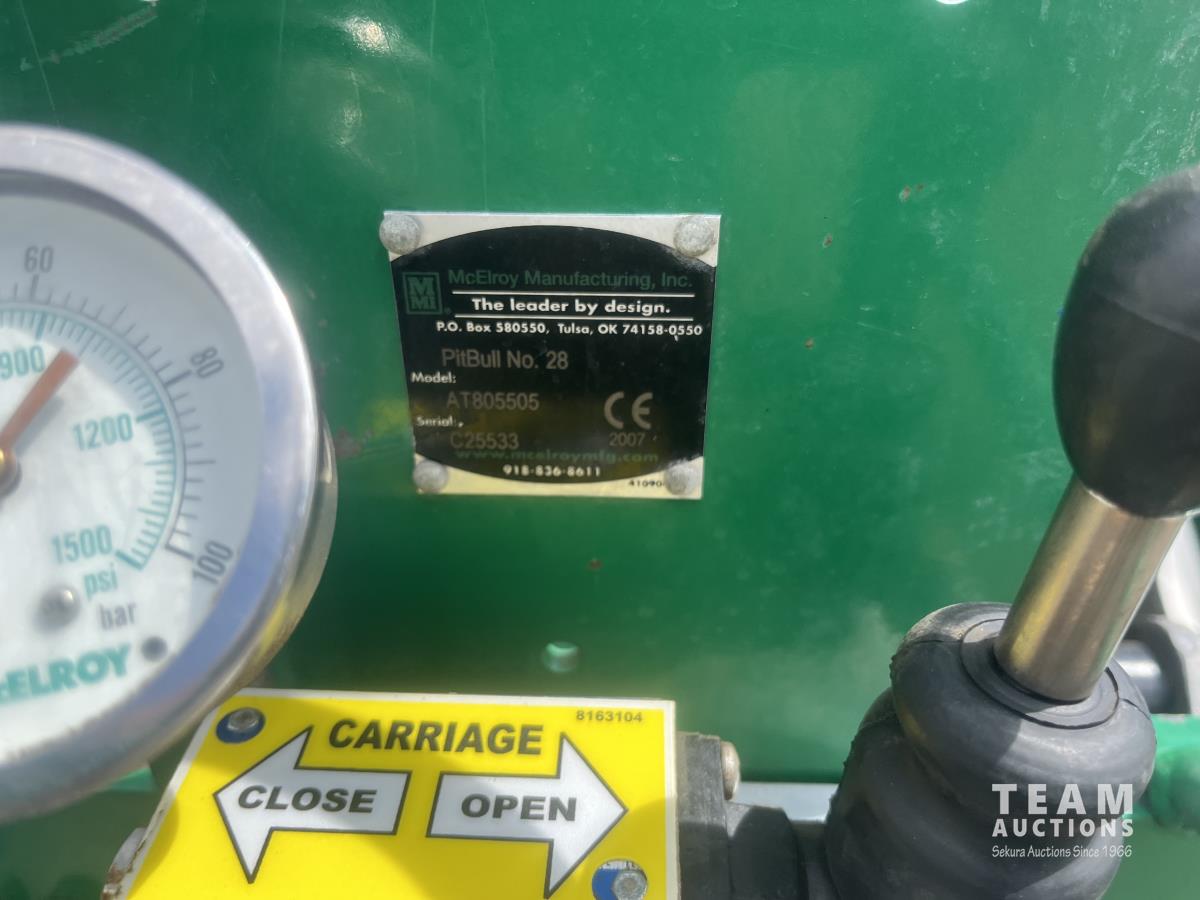 McElroy Manufacturing, Inc.
MMI ®
The leader by design.
P.O. Box 580550, Tulsa, OK 74158-0550
PitBull No. 28
Model:
AT805505
Serial:
C25533
CE
2007
www.mcelroymfg.com
918-836-8611
41090
60
80
100
900
1200
1500
psi
bar
McELROY
8163104
CARRIAGE
CLOSE
OPEN
TEAM
AUCTIONS
Sekura Auctions Since 1966